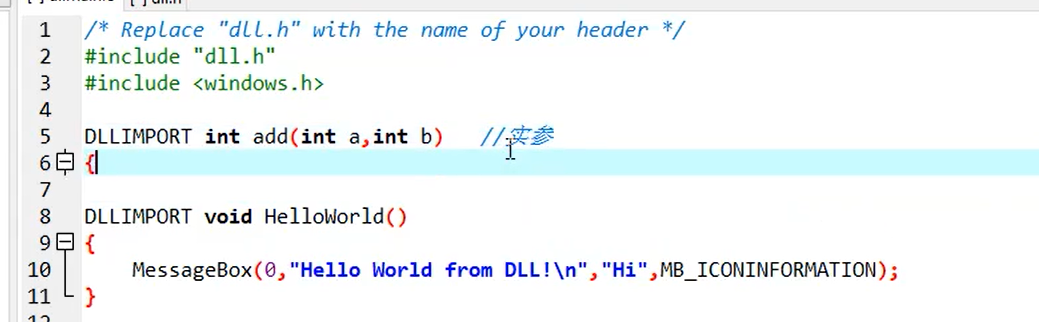 1 /* Replace "dll.h" with the name of your header */
2 #include "dll.h"
3 #include <windows.h>
4
5 DLLIMPORT int add(int a,int b) //实参
6 {
7
8 DLLIMPORT void HelloWorld()
9 {
10 MessageBox(0,"Hello World from DLL!\n","Hi",MB_ICONINFORMATION);
11 }